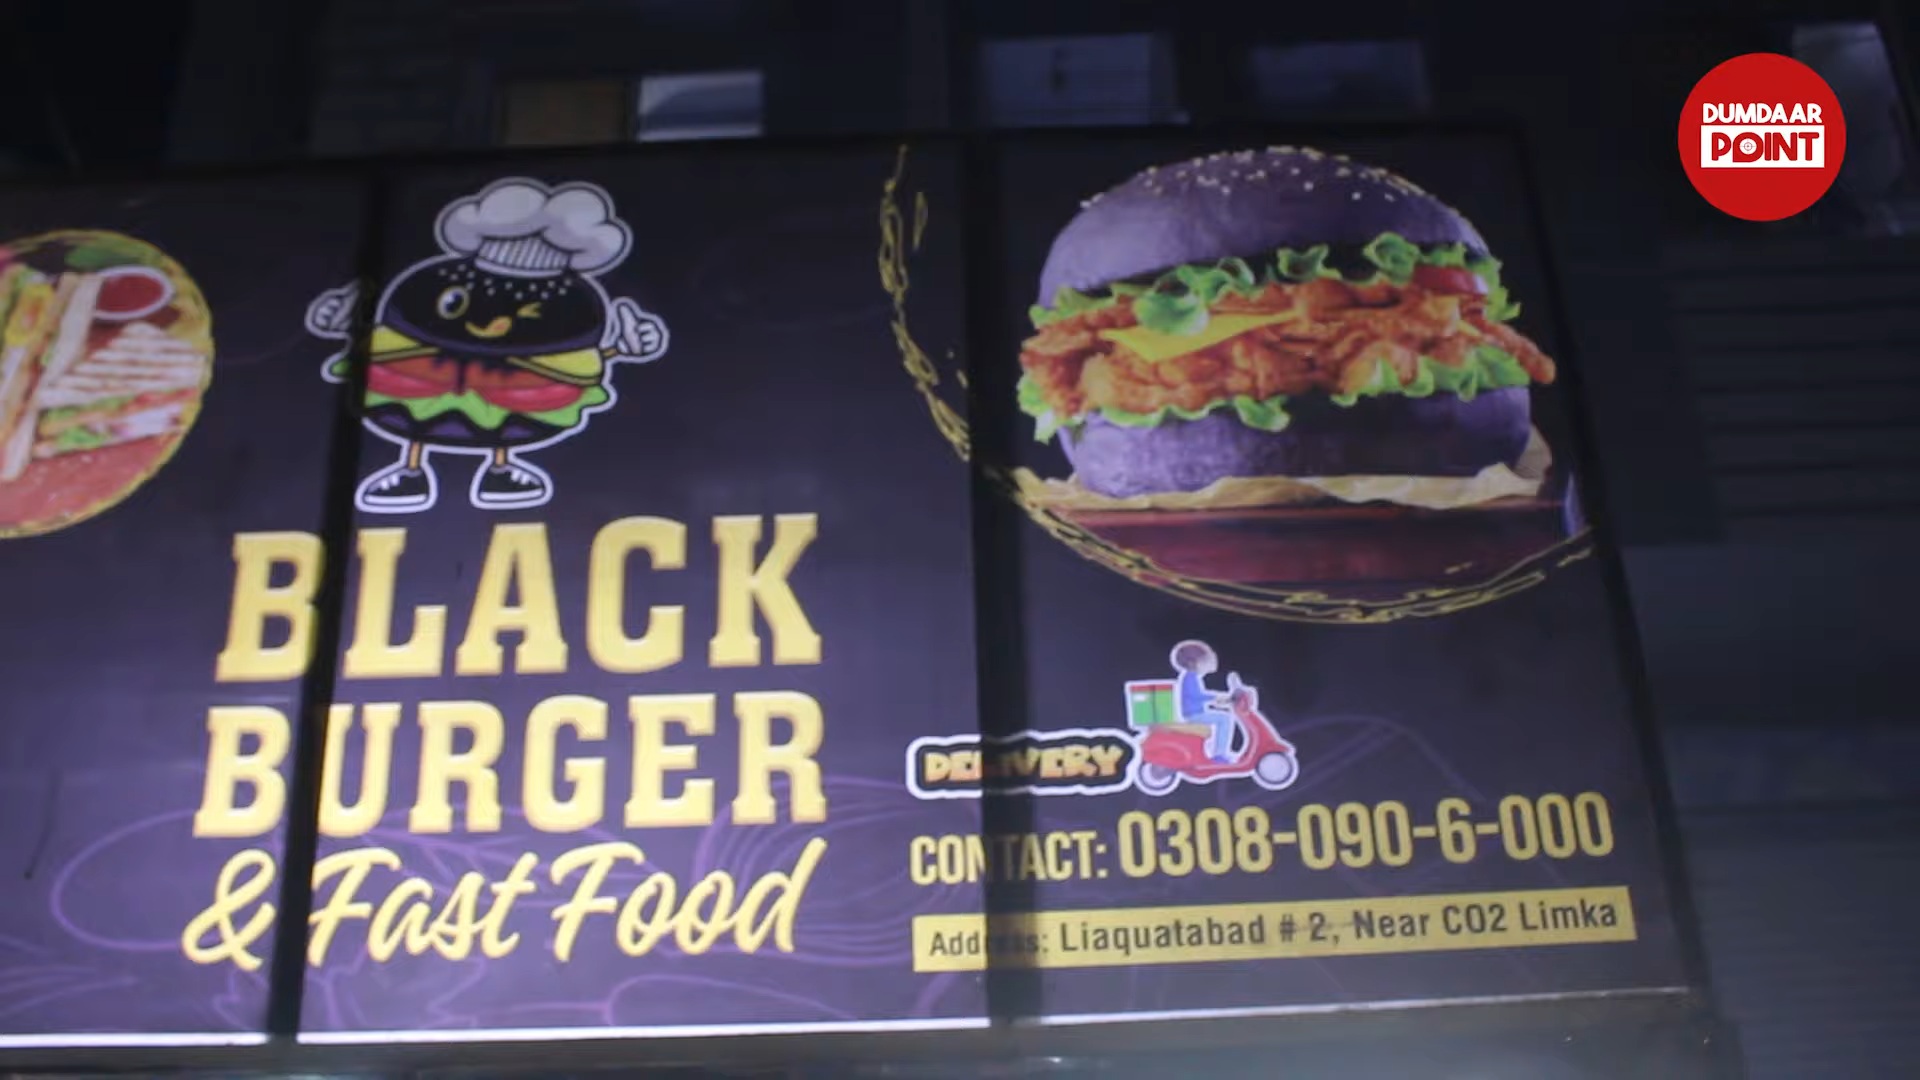 DUMDAAR
POINT
BLACK
BURGER
& Fast Food
DELIVERY
CONTACT: 0308-090-6-000
Address: Liaquatabad # 2, Near CO2 Limka